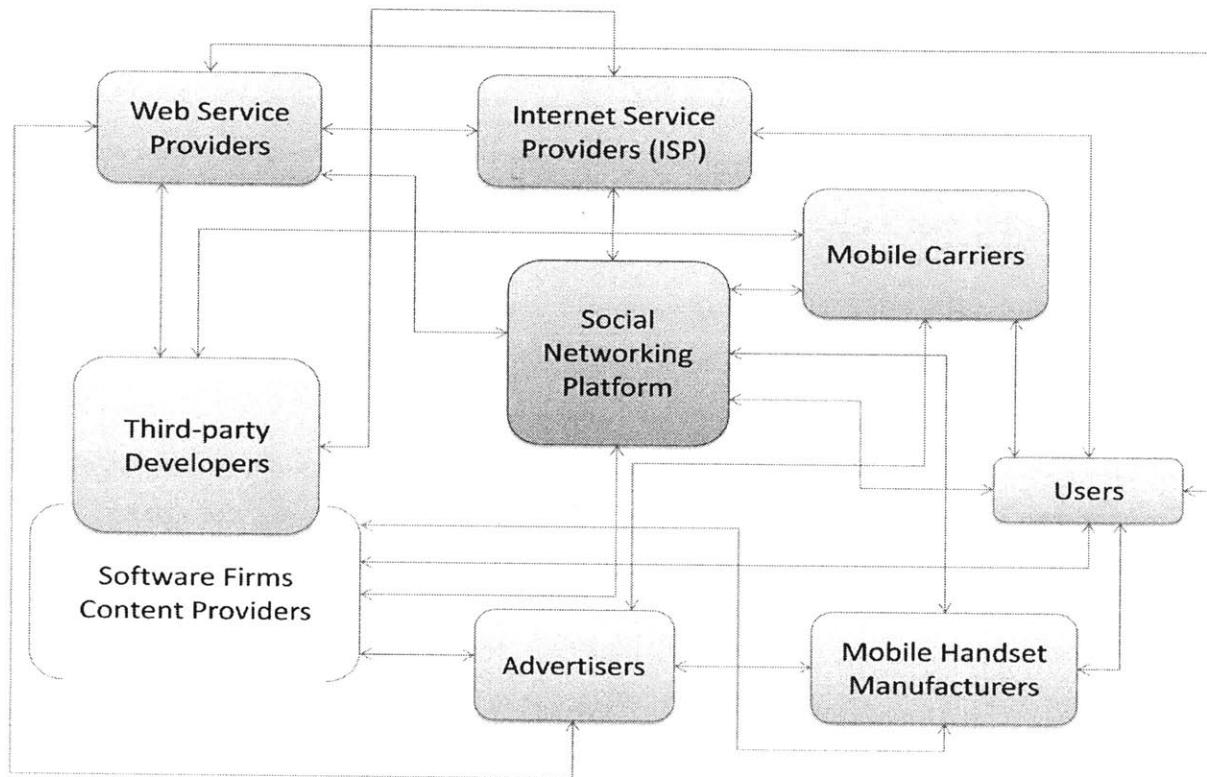 Web Service
Providers
Internet Service
Providers (ISP)
Mobile Carriers
Social
Networking
Platform
Third-party
Developers
Users
Software Firms
Content Providers
Advertisers
Mobile Handset
Manufacturers